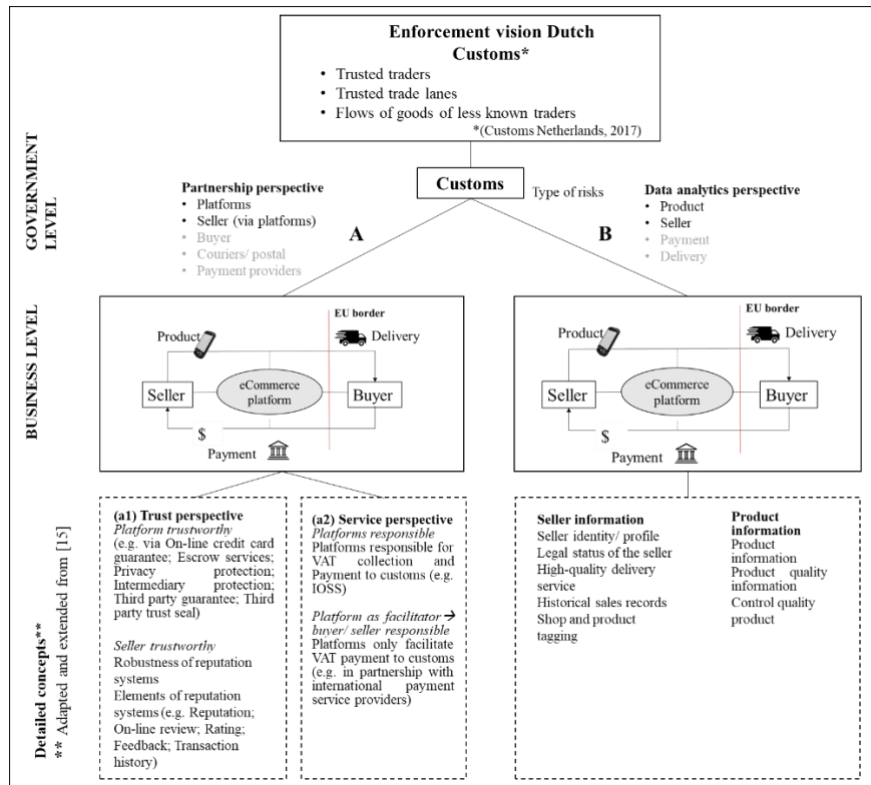 Enforcement vision Dutch
Customs*
• Trusted traders
• Trusted trade lanes
• Flows of goods of less known traders
*(Customs Netherlands, 2017)
GOVERNMENT
LEVEL
Customs
Type of risks
Partnership perspective
• Platforms
• Seller (via platforms)
• Buyer
• Couriers/ postal
• Payment providers
A
B
Data analytics perspective
• Product
• Seller
• Payment
• Delivery
BUSINESS LEVEL
EU border
Product
Delivery
Seller
eCommerce
platform
Buyer
$
Payment
EU border
Product
Delivery
Seller
eCommerce
platform
Buyer
$
Payment
Detailed concepts**
** Adapted and extended from [15]
(a1) Trust perspective
Platform trustworthy
(e.g. via On-line credit card
guarantee; Escrow services;
Privacy protection;
Intermediary protection;
Third party guarantee; Third
party trust seal)
Seller trustworthy
Robustness of reputation
systems
Elements of reputation
systems (e.g. Reputation;
On-line review; Rating;
Feedback; Transaction
history)
(a2) Service perspective
Platforms responsible
Platforms responsible for
VAT collection and
Payment to customs (e.g.
IOSS)
Platform as facilitator →
buyer/ seller responsible
Platforms only facilitate
VAT payment to customs
(e.g. in partnership with
international payment
service providers)
Seller information
Seller identity/ profile
Legal status of the seller
High-quality delivery
service
Historical sales records
Shop and product
tagging
Product
information
Product
information
Product quality
information
Control quality
product